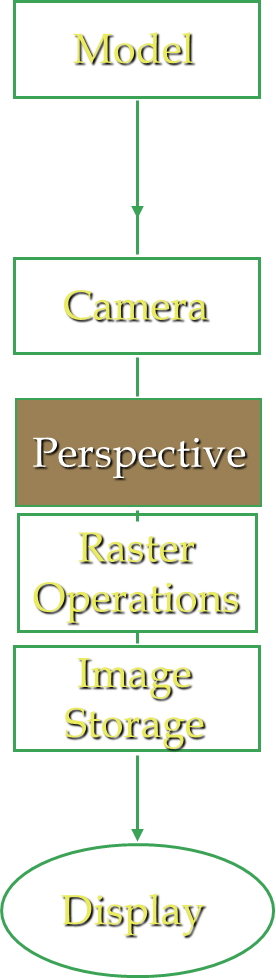 Model
Camera
Perspective
Raster
Operations
Image
Storage
Display